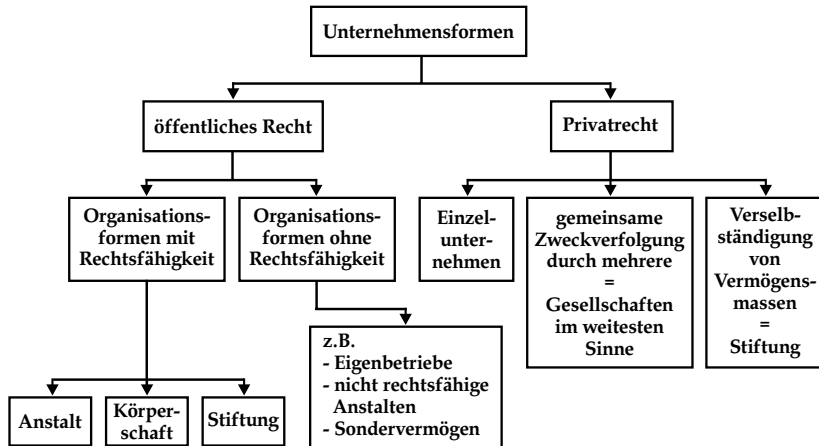 Unternehmensformen
öffentliches Recht
Privatrecht
Organisations-
formen mit
Rechtsfähigkeit
Organisations-
formen ohne
Rechtsfähigkeit
Einzel-
unter-
nehmen
gemeinsame
Zweckverfolgung
durch mehrere
=
Gesellschaften
im weitesten
Sinne
Verselb-
ständigung
von
Vermögens-
massen
=
Stiftung
Anstalt
Körper-
schaft
Stiftung
z.B.
- Eigenbetriebe
- nicht rechtsfähige
Anstalten
- Sondervermögen